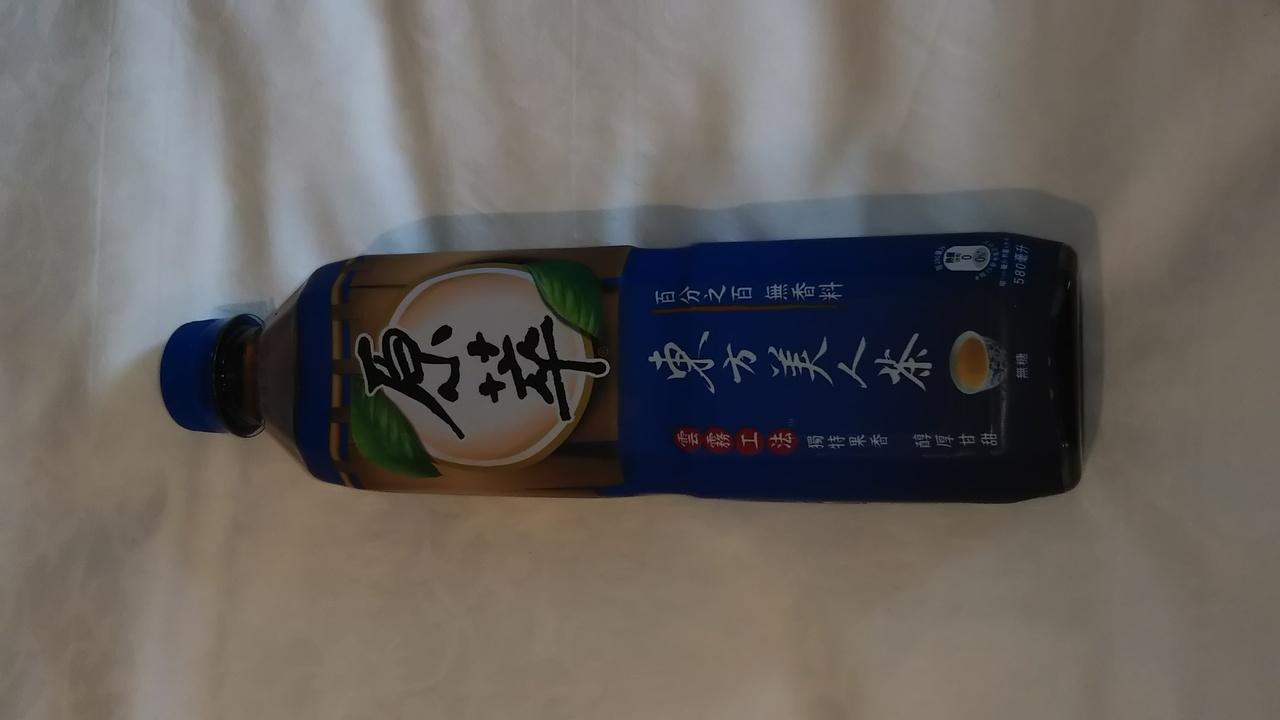 原萃
百分之百 無香料
東方美人茶
雲霧工法 獨特果香 醇厚甘甜
無糖
580毫升